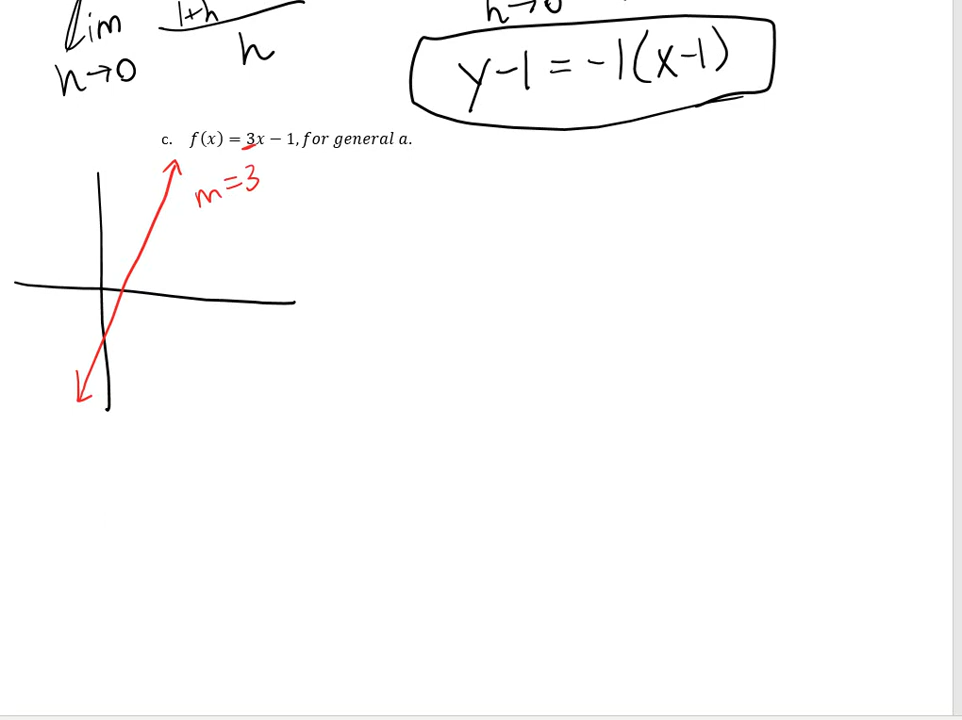 lim 1+h
h→0 h
h→0
y-1=-1(x-1)
c. f(x) = 3x − 1, for general a.
m=3